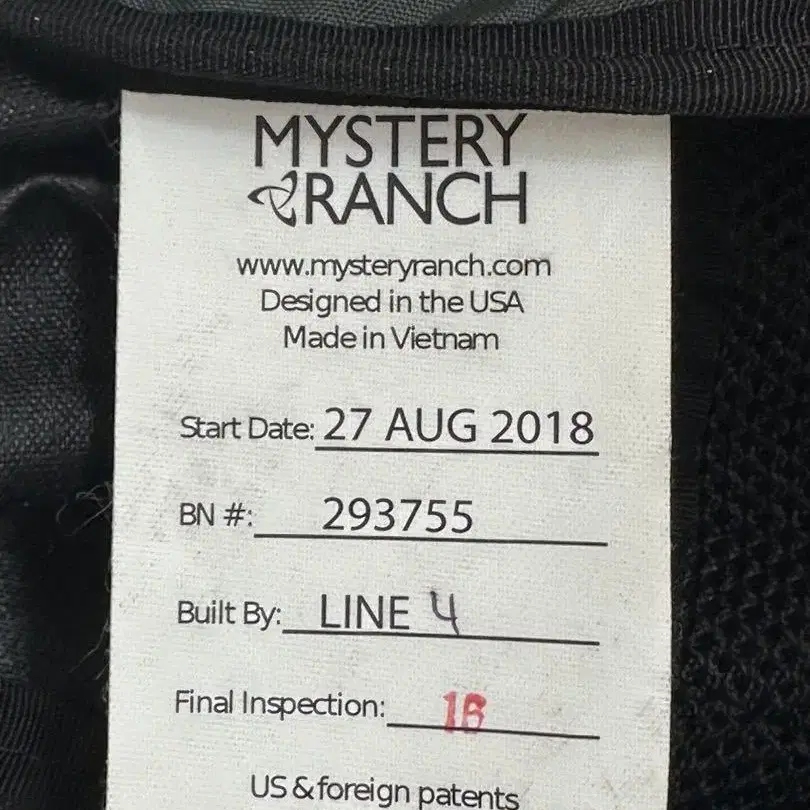 MYSTERY
RANCH
www.mysteryranch.com
Designed in the USA
Made in Vietnam
Start Date: 27 AUG 2018
BN #: 293755
Built By: LINE 4
Final Inspection: 16
US & foreign patents